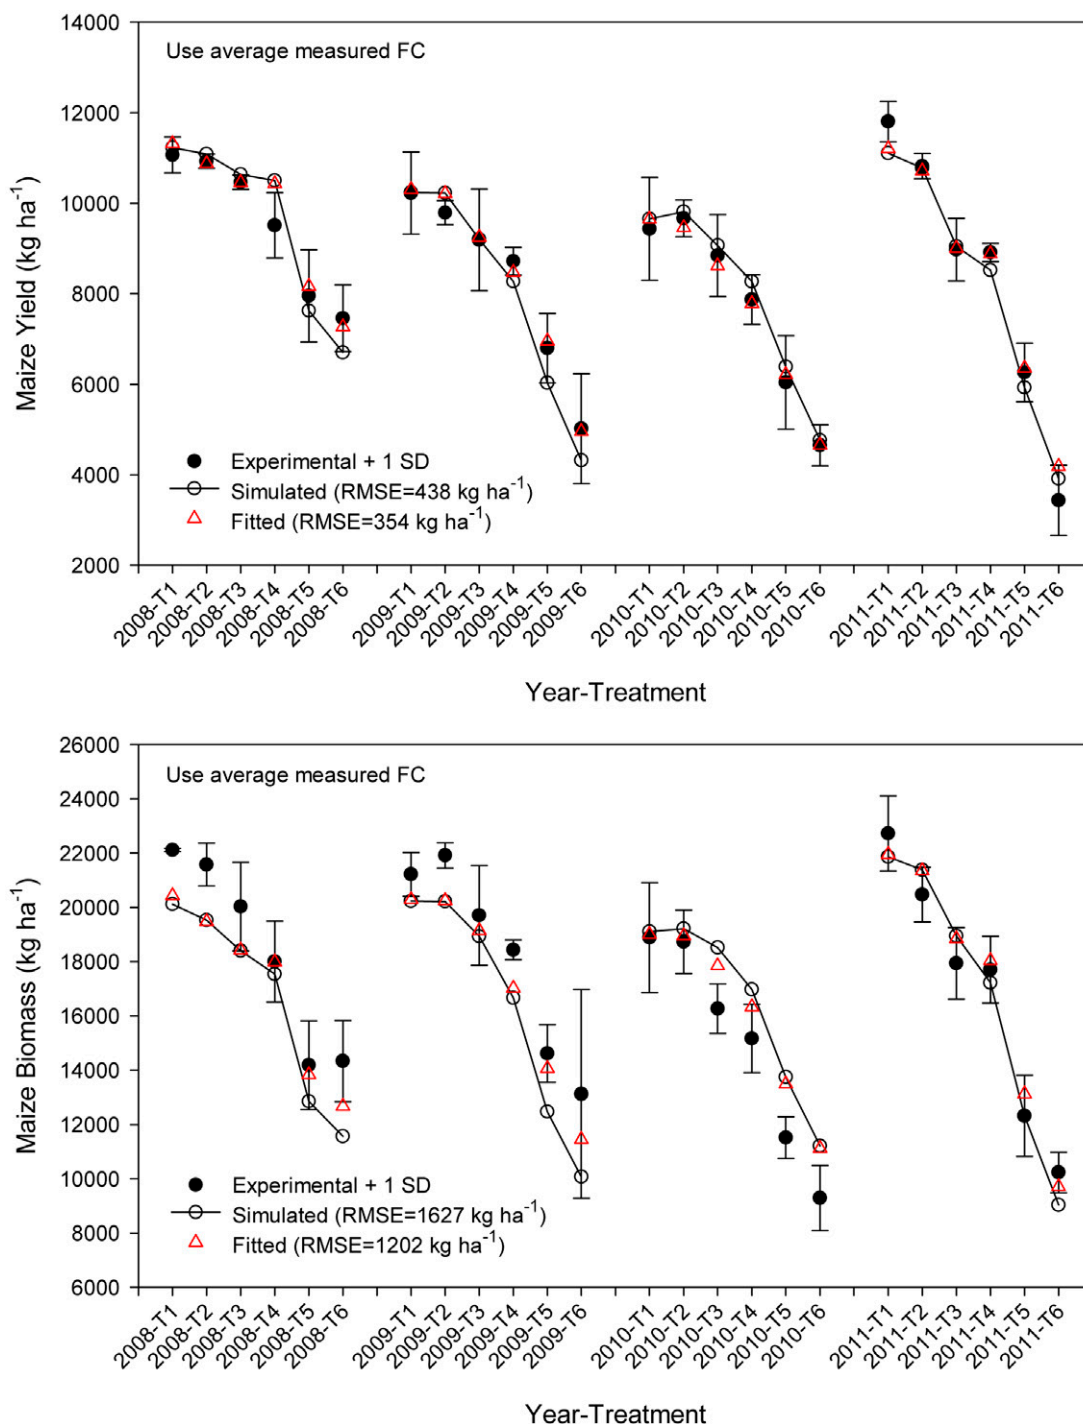 14000
Use average measured FC
12000
10000
8000
6000
4000
2000
Maize Yield (kg ha⁻¹)
Experimental + 1 SD
Simulated (RMSE=438 kg ha⁻¹)
Fitted (RMSE=354 kg ha⁻¹)
2008-T1
2008-T2
2008-T3
2008-T4
2008-T5
2008-T6
2009-T1
2009-T2
2009-T3
2009-T4
2009-T5
2009-T6
2010-T1
2010-T2
2010-T3
2010-T4
2010-T5
2010-T6
2011-T1
2011-T2
2011-T3
2011-T4
2011-T5
2011-T6
Year-Treatment
26000
Use average measured FC
24000
22000
20000
18000
16000
14000
12000
10000
8000
6000
Maize Biomass (kg ha⁻¹)
Experimental + 1 SD
Simulated (RMSE=1627 kg ha⁻¹)
Fitted (RMSE=1202 kg ha⁻¹)
2008-T1
2008-T2
2008-T3
2008-T4
2008-T5
2008-T6
2009-T1
2009-T2
2009-T3
2009-T4
2009-T5
2009-T6
2010-T1
2010-T2
2010-T3
2010-T4
2010-T5
2010-T6
2011-T1
2011-T2
2011-T3
2011-T4
2011-T5
2011-T6
Year-Treatment